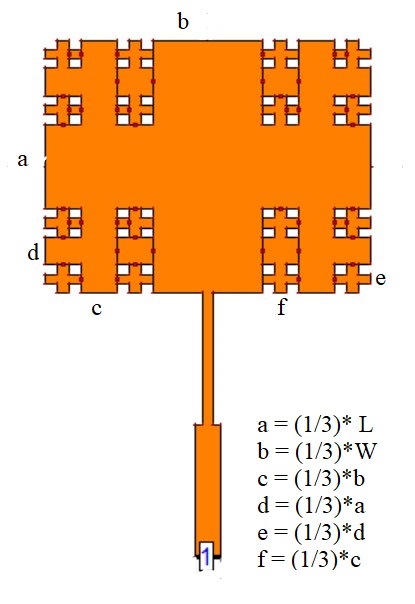 b
a
d
e
c
f
a = (1/3)* L
b = (1/3)*W
c = (1/3)*b
d = (1/3)*a
e = (1/3)*d
f = (1/3)*c
1